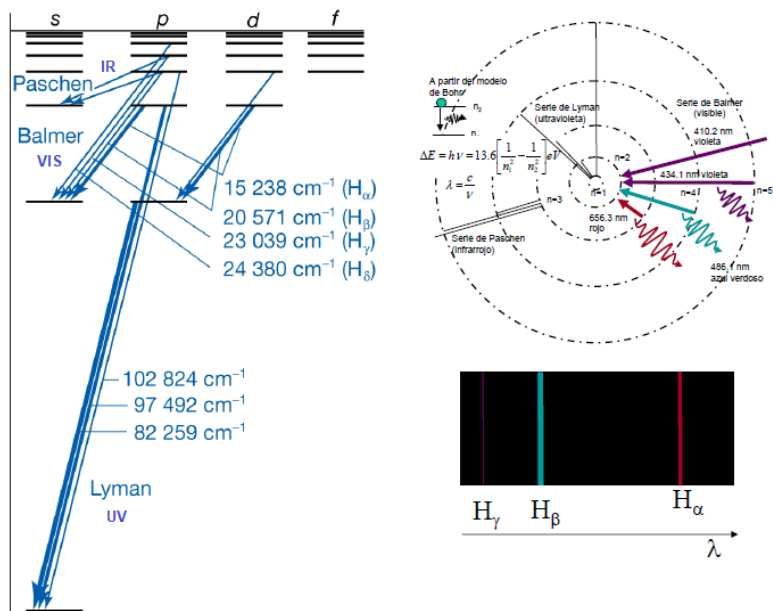 s p d f
IR
Paschen
Balmer
VIS
15 238 cm⁻¹ (Hα)
20 571 cm⁻¹ (Hβ)
23 039 cm⁻¹ (Hγ)
24 380 cm⁻¹ (Hδ)
102 824 cm⁻¹
97 492 cm⁻¹
82 259 cm⁻¹
Lyman
UV
A partir del modelo
de Bohr
n₂
n
ΔE = hν = 13.6[1/n₁² − 1/n₂²] eV
λ = c/ν
Serie de Lyman
(ultravioleta)
Serie de Balmer
(visible)
410.2 nm
violeta
n=2
434.1 nm violeta
n=1
n=4
n=5
n=3
656.3 nm
rojo
Serie de Paschen
(infrarrojo)
486.1 nm
azul verdoso
Hγ
Hβ
Hα
λ